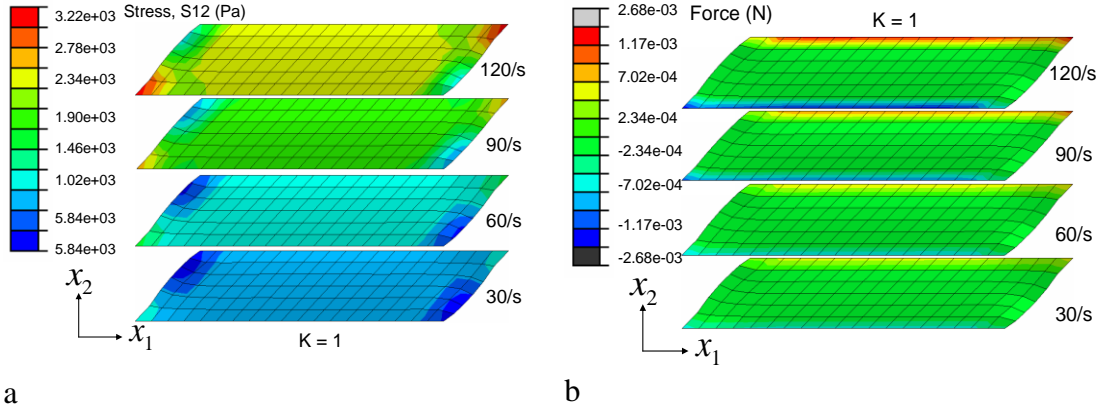 Stress, S12 (Pa)
3.22e+03
2.78e+03
2.34e+03
1.90e+03
1.46e+03
1.02e+03
5.84e+03
5.84e+03
120/s
90/s
60/s
30/s
x2
x1
K = 1
a
Force (N)
K = 1
2.68e-03
1.17e-03
7.02e-04
2.34e-04
-2.34e-04
-7.02e-04
-1.17e-03
-2.68e-03
120/s
90/s
60/s
30/s
x2
x1
b